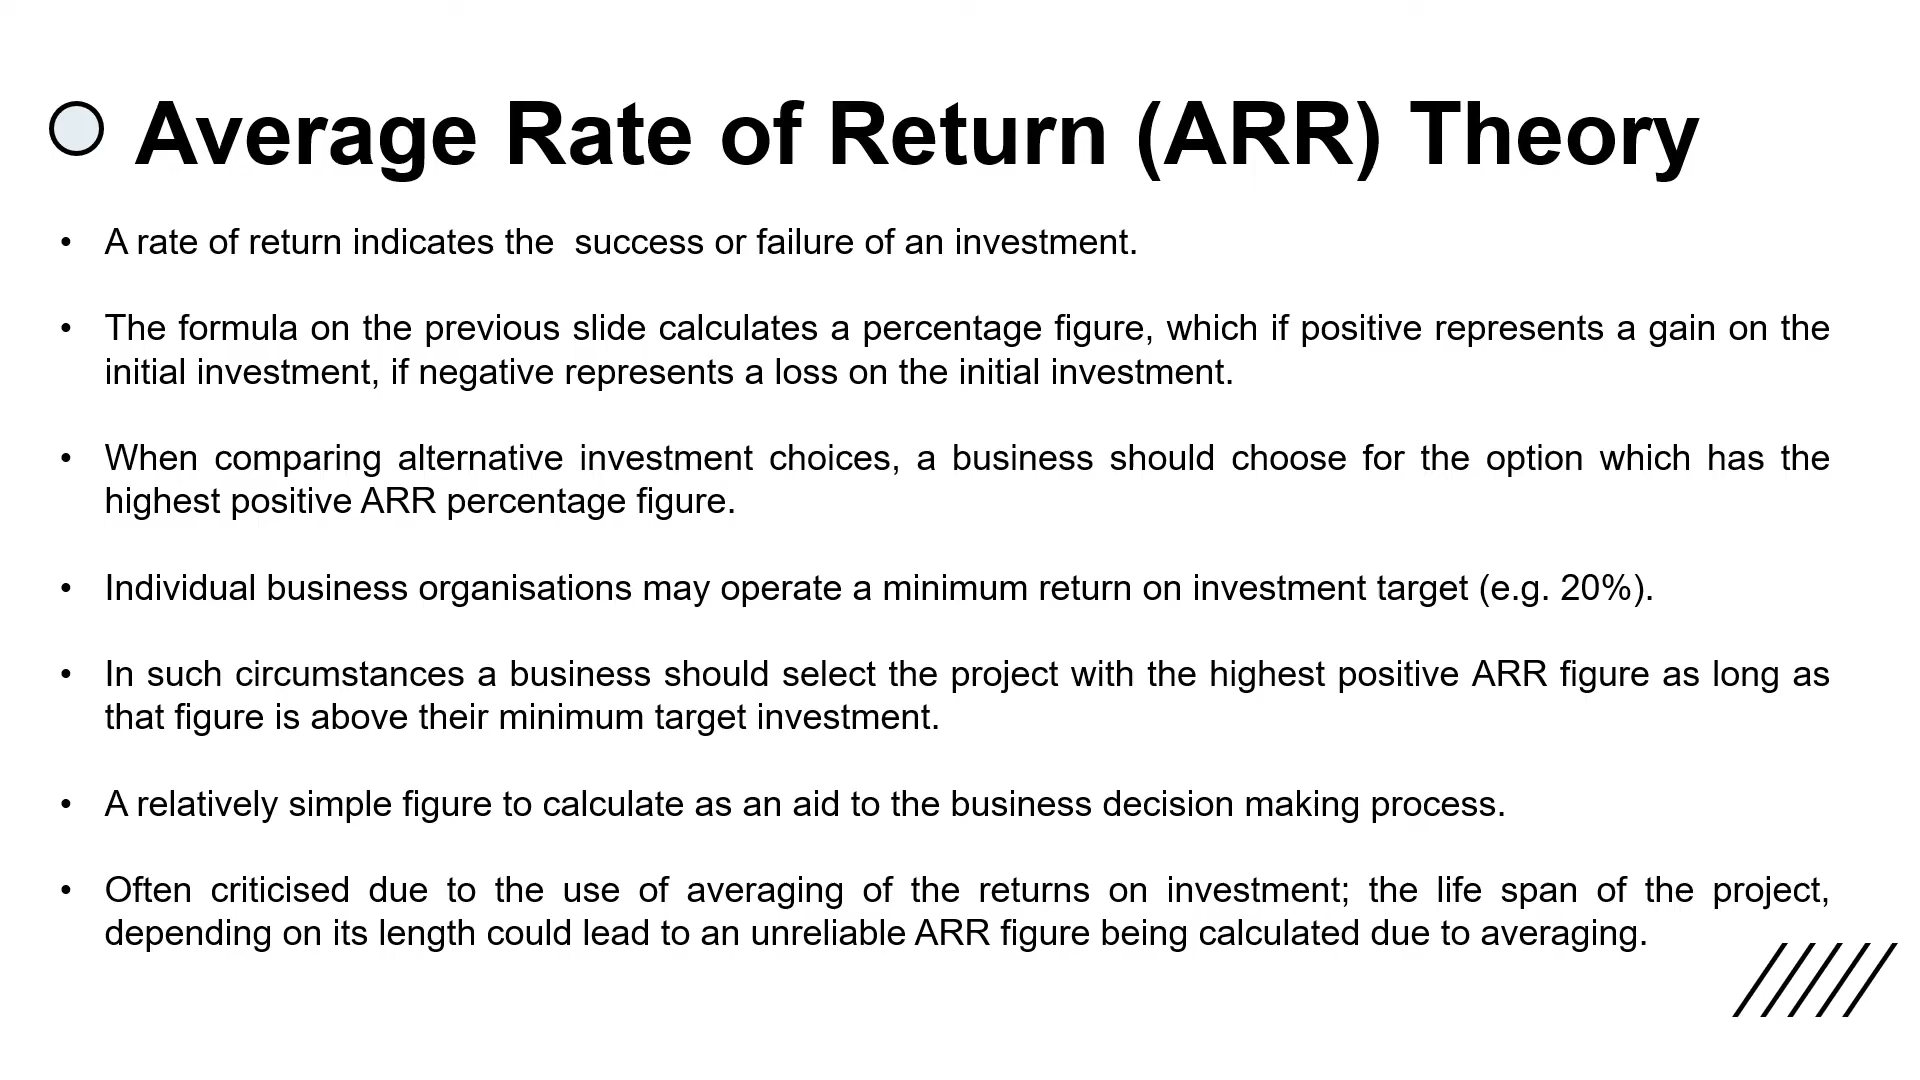 Average Rate of Return (ARR) Theory
• A rate of return indicates the  success or failure of an investment.
• The formula on the previous slide calculates a percentage figure, which if positive represents a gain on the
initial investment, if negative represents a loss on the initial investment.
• When comparing alternative investment choices, a business should choose for the option which has the
highest positive ARR percentage figure.
• Individual business organisations may operate a minimum return on investment target (e.g. 20%).
• In such circumstances a business should select the project with the highest positive ARR figure as long as
that figure is above their minimum target investment.
• A relatively simple figure to calculate as an aid to the business decision making process.
• Often criticised due to the use of averaging of the returns on investment; the life span of the project,
depending on its length could lead to an unreliable ARR figure being calculated due to averaging.